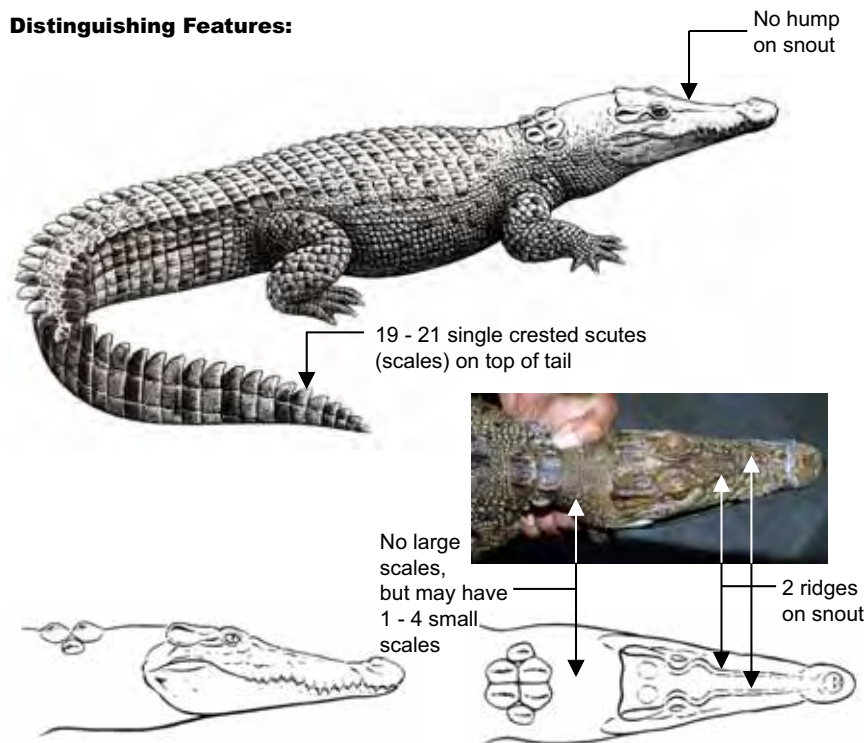 Distinguishing Features:
No hump
on snout
19 - 21 single crested scutes
(scales) on top of tail
No large
scales,
but may have
1 - 4 small
scales
2 ridges
on snout